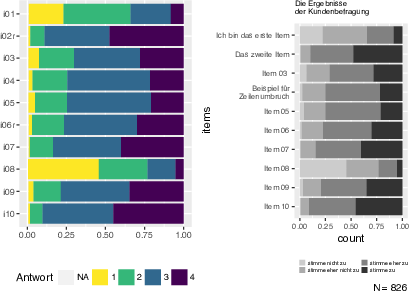 i01
i02r
i03
i04
i05
i06r
i07
i08
i09
i10
0.00 0.25 0.50 0.75 1.00
Antwort NA 1 2 3 4
items
Die Ergebnisse
der Kundenbefragung
Ich bin das erste Item
Das zweite Item
Item 03
Beispiel für
Zeilenumbruch
Item 05
Item 06
Item 07
Item 08
Item 09
Item 10
0.00 0.25 0.50 0.75 1.00
count
stimme nicht zu stimme eher zu
stimme eher nicht zu stimme zu
N = 826